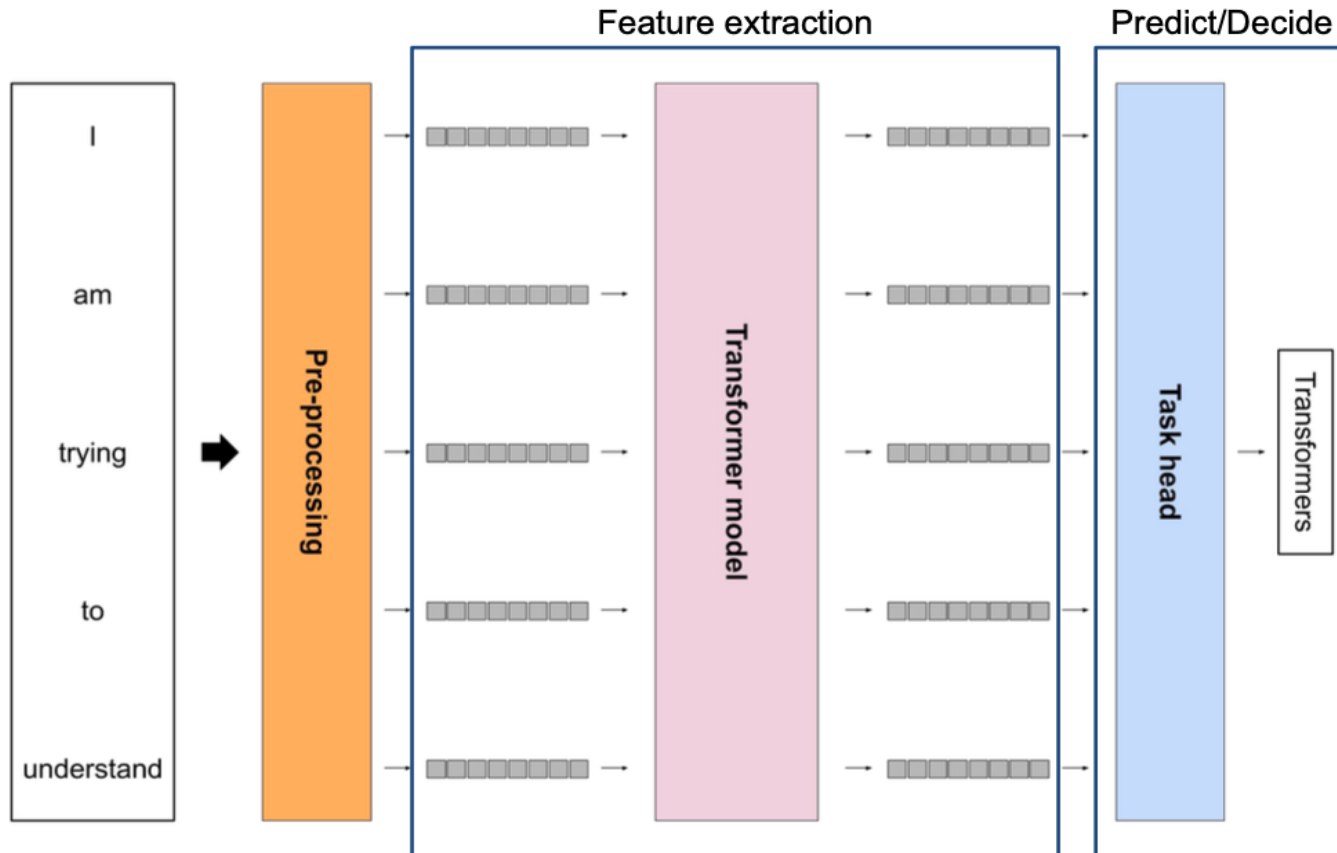 Feature extraction
Predict/Decide
I
am
trying
to
understand
Pre-processing
Transformer model
Task head
Transformers